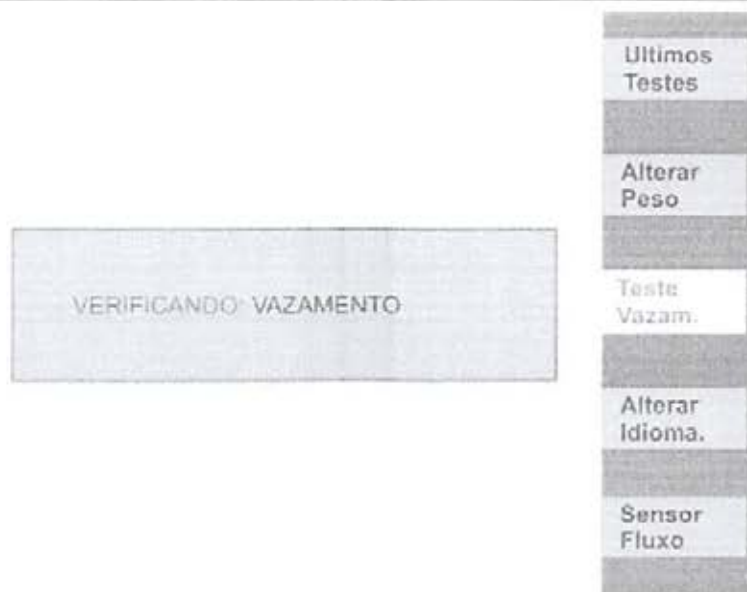 Ultimos
Testes
Alterar
Peso
VERIFICANDO: VAZAMENTO
Teste
Vazam.
Alterar
Idioma.
Sensor
Fluxo